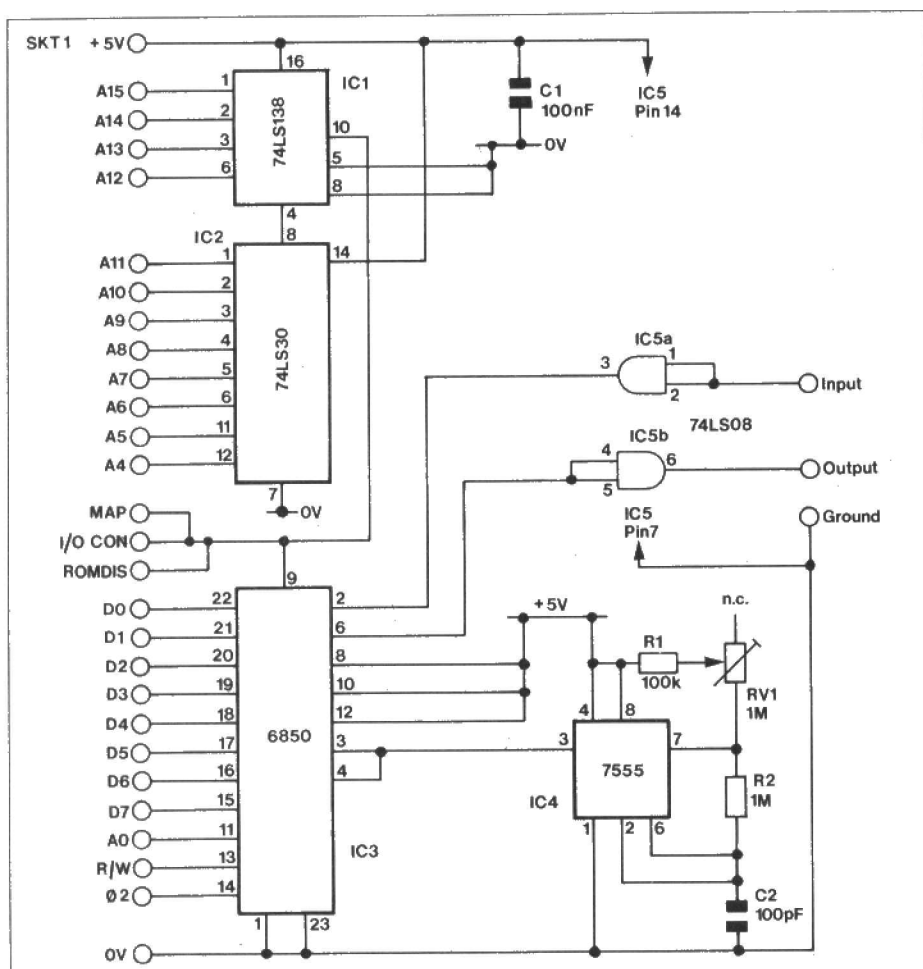 SKT1 +5V
16
IC1
A15
1
A14
2
A13
3
A12
6
74LS138
10
5
8
4
C1
100nF
0V
IC5
Pin 14
IC2
8
A11
1
14
A10
2
A9
3
A8
4
A7
5
A6
6
A5
11
A4
12
74LS30
7
0V
IC5a
3
1
2
Input
74LS08
IC5b
4
5
6
Output
IC5
Pin7
Ground
MAP
I/O CON
ROMDIS
9
D0
22
2
D1
21
6
D2
20
8
D3
19
10
D4
18
12
D5
17
3
D6
16
4
D7
15
A0
11
R/W
13
Ø2
14
6850
IC3
1
23
0V
+5V
n.c.
R1
100k
RV1
1M
4
8
3
7
7555
IC4
1
2
6
R2
1M
C2
100pF